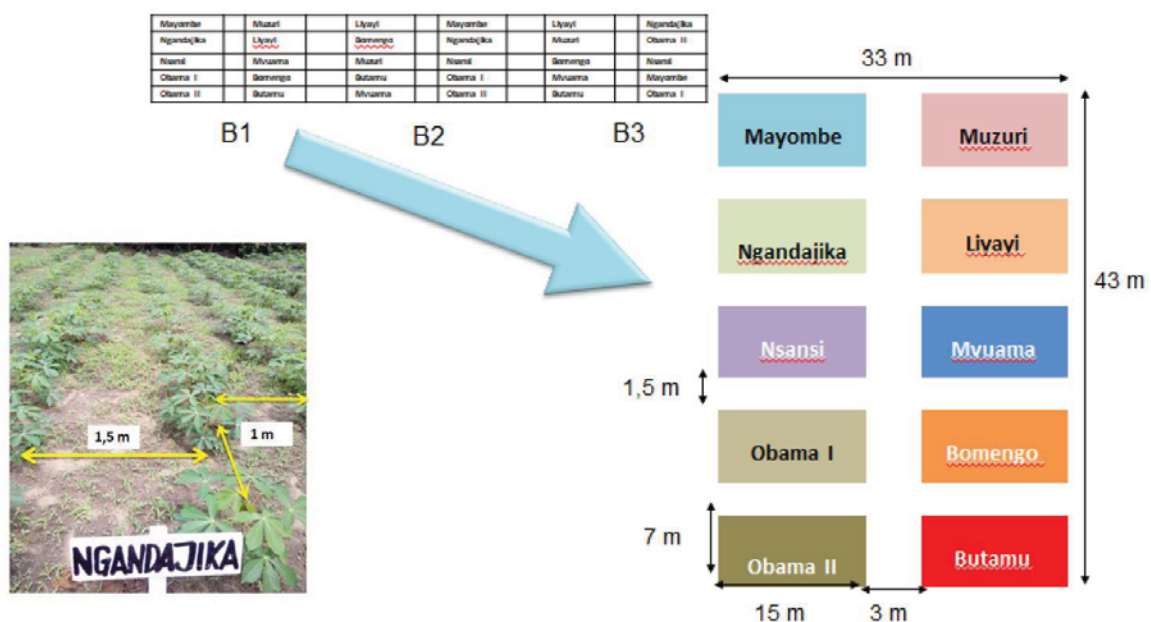 Mayombe Muzuri Liyayi Mayombe Liyayi Ngandajika
Ngandajika Liyayi Bomengo Ngandajika Muzuri Obama II
Nsansi Mvuama Muzuri Nsansi Bomengo Nsansi
Obama I Bomengo Butamu Obama I Mvuama Mayombe
Obama II Butamu Mvuama Obama II Butamu Obama I
B1 B2 B3
33 m
Mayombe Muzuri
Ngandajika Liyayi
43 m
Nsansi Mvuama
1,5 m
Obama I Bomengo
7 m
Obama II Butamu
15 m 3 m
1,5 m 1 m
NGANDAJIKA